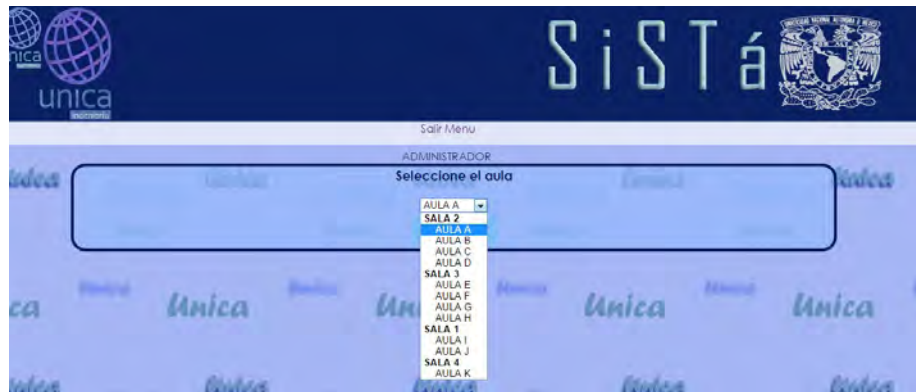 SiSTá
unica
Salir Menu
ADMINISTRADOR
Seleccione el aula
AULA A
SALA 2
AULA A
AULA B
AULA C
AULA D
SALA 3
AULA E
AULA F
AULA G
AULA H
SALA 1
AULA I
AULA J
SALA 4
AULA K
Unica
Unica
Unica